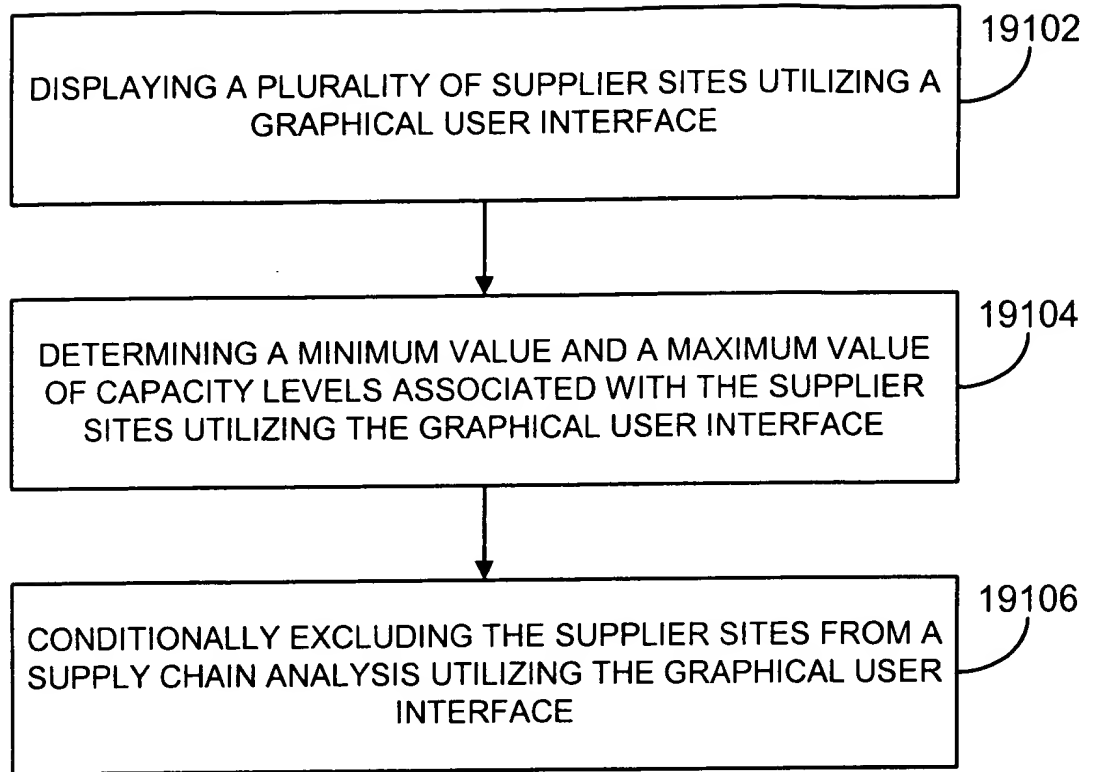 19102
DISPLAYING A PLURALITY OF SUPPLIER SITES UTILIZING A
GRAPHICAL USER INTERFACE
19104
DETERMINING A MINIMUM VALUE AND A MAXIMUM VALUE
OF CAPACITY LEVELS ASSOCIATED WITH THE SUPPLIER
SITES UTILIZING THE GRAPHICAL USER INTERFACE
19106
CONDITIONALLY EXCLUDING THE SUPPLIER SITES FROM A
SUPPLY CHAIN ANALYSIS UTILIZING THE GRAPHICAL USER
INTERFACE